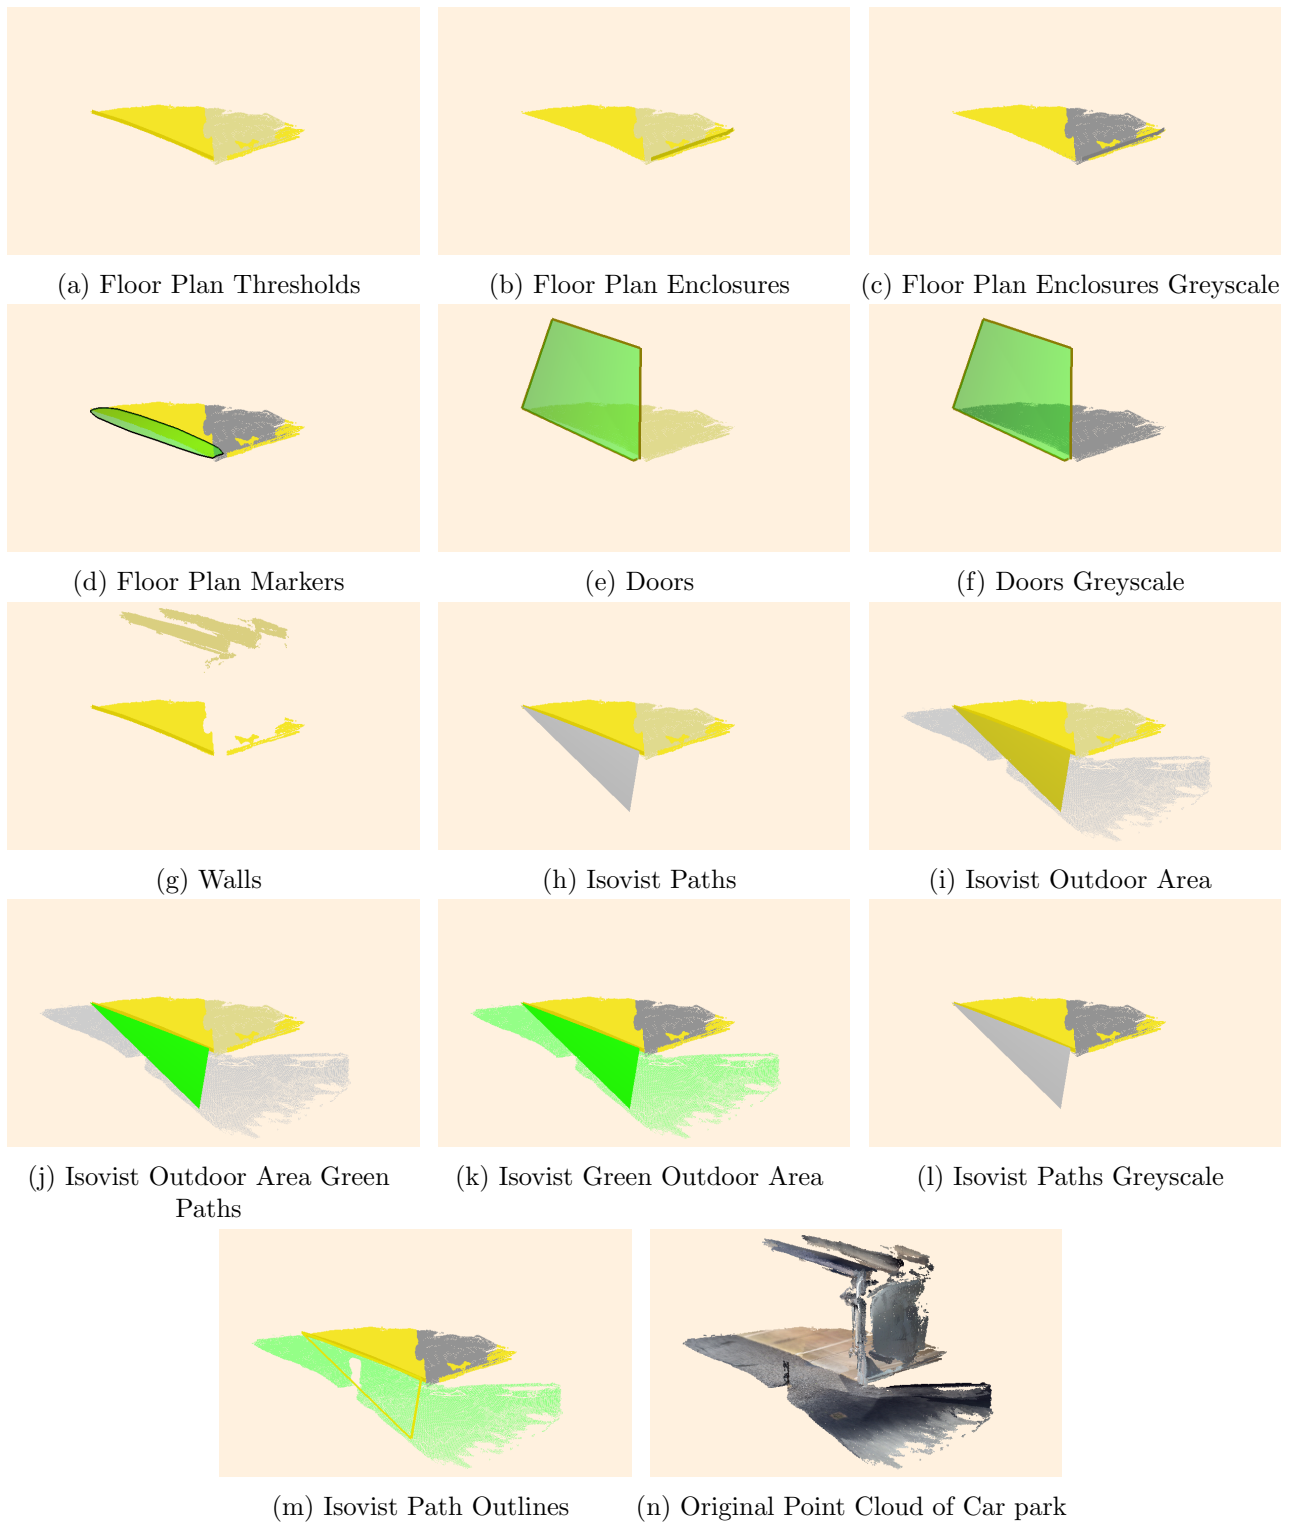 (a) Floor Plan Thresholds
(b) Floor Plan Enclosures
(c) Floor Plan Enclosures Greyscale
(d) Floor Plan Markers
(e) Doors
(f) Doors Greyscale
(g) Walls
(h) Isovist Paths
(i) Isovist Outdoor Area
(j) Isovist Outdoor Area Green
Paths
(k) Isovist Green Outdoor Area
(l) Isovist Paths Greyscale
(m) Isovist Path Outlines
(n) Original Point Cloud of Car park